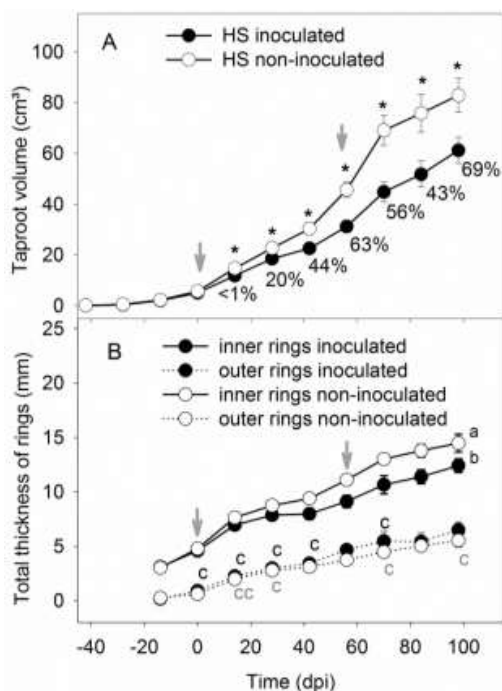 A
HS inoculated
HS non-inoculated
Taproot volume (cm³)
100
80
60
40
20
0
* * * * * * * *
<1%
20%
44%
63%
56%
43%
69%
B
inner rings inoculated
outer rings inoculated
inner rings non-inoculated
outer rings non-inoculated
Total thickness of rings (mm)
25
20
15
10
5
0
a
b
c c c c c
cc c c c
-40 -20 0 20 40 60 80 100
Time (dpi)